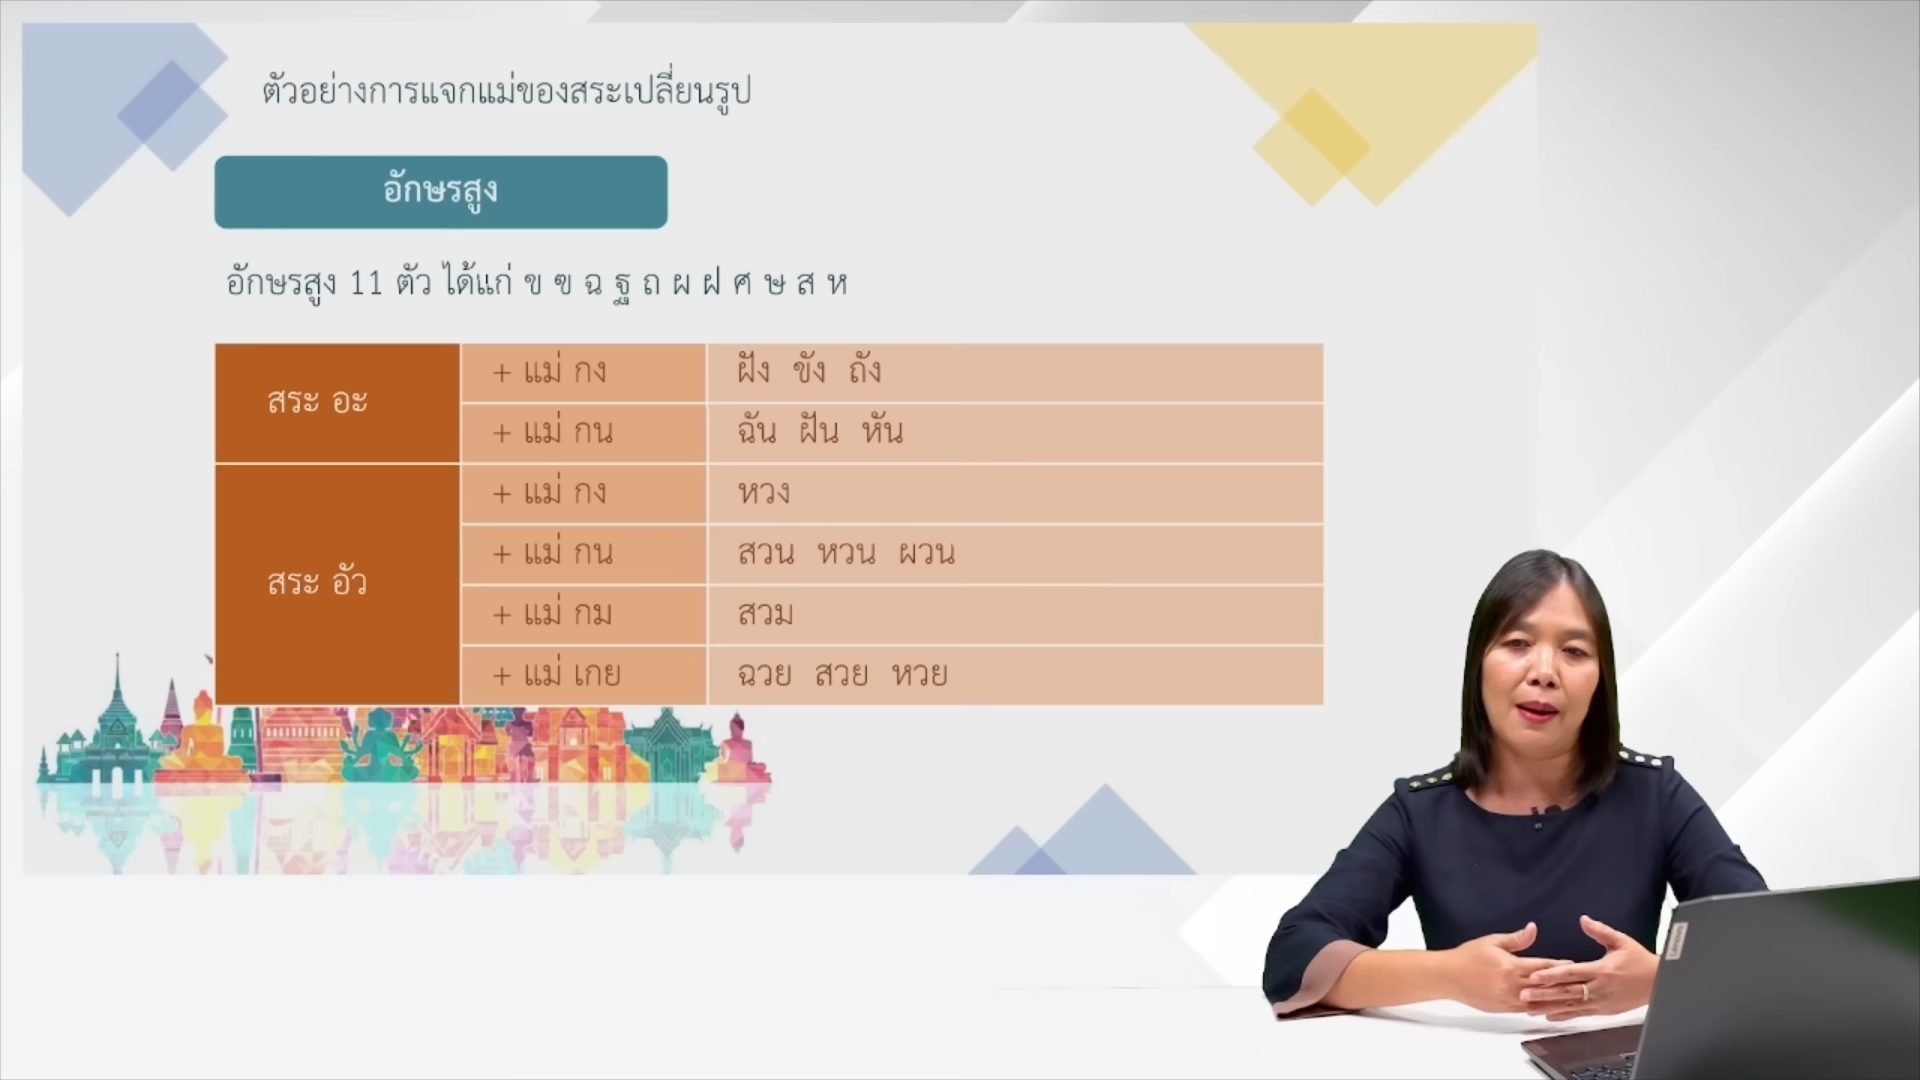 ตัวอย่างการแจกแม่ของสระเปลี่ยนรูป
อักษรสูง
อักษรสูง 11 ตัว ได้แก่ ข ฃ ฉ ฐ ถ ผ ฝ ศ ษ ส ห
สระ อะ
+ แม่ กง ฝัง ขัง ถัง
+ แม่ กน ฉัน ฝัน หัน
สระ อัว
+ แม่ กง หวง
+ แม่ กน สวน หวน ผวน
+ แม่ กม สวม
+ แม่ เกย ฉวย สวย หวย
Lenovo